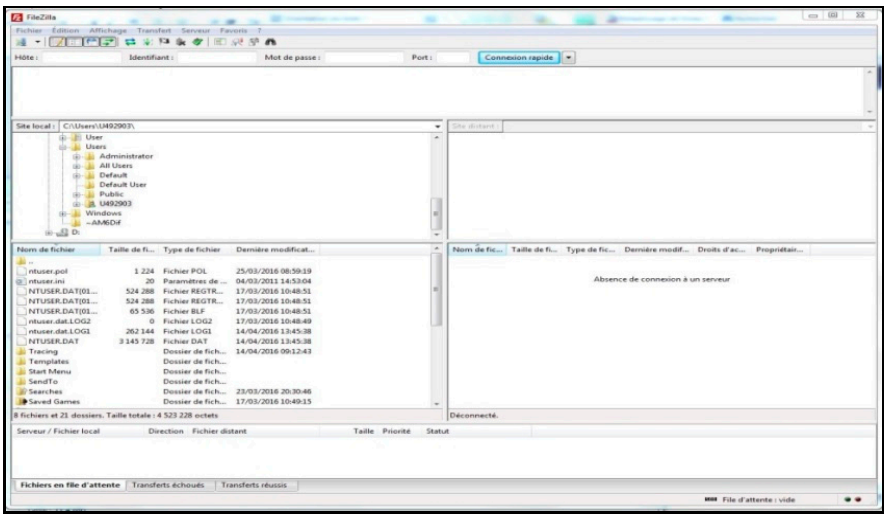 FileZilla
Fichier Édition Affichage Transfert Serveur Favoris ?
Hôte : Identifiant : Mot de passe : Port : Connexion rapide
Site local : C:\Users\U492903\ Site distant :
User
Users
Administrator
All Users
Default
Default User
Public
U492903
Windows
~AM6Dif
D:
Nom de fichier Taille de fi... Type de fichier Dernière modificat...
..
ntuser.pol 1 224 Fichier POL 25/03/2016 08:59:19
ntuser.ini 20 Paramètres de ... 04/03/2011 14:53:04
NTUSER.DAT{01... 524 288 Fichier REGTR... 17/03/2016 10:48:51
NTUSER.DAT{01... 524 288 Fichier REGTR... 17/03/2016 10:48:51
NTUSER.DAT{01... 65 536 Fichier BLF 17/03/2016 10:48:51
ntuser.dat.LOG2 0 Fichier LOG2 17/03/2016 10:48:49
ntuser.dat.LOG1 262 144 Fichier LOG1 14/04/2016 13:45:38
NTUSER.DAT 3 145 728 Fichier DAT 14/04/2016 13:45:38
Tracing Dossier de fich... 14/04/2016 09:12:43
Templates Dossier de fich...
Start Menu Dossier de fich...
SendTo Dossier de fich...
Searches Dossier de fich... 23/03/2016 20:30:46
Saved Games Dossier de fich... 17/03/2016 10:49:15
8 fichiers et 21 dossiers. Taille totale : 4 523 228 octets
Nom de fic... Taille de fi... Type de fic... Dernière modif... Droits d'ac... Propriétair...
Absence de connexion à un serveur
Déconnecté.
Serveur / Fichier local Direction Fichier distant Taille Priorité Statut
Fichiers en file d'attente Transferts échoués Transferts réussis
File d'attente : vide